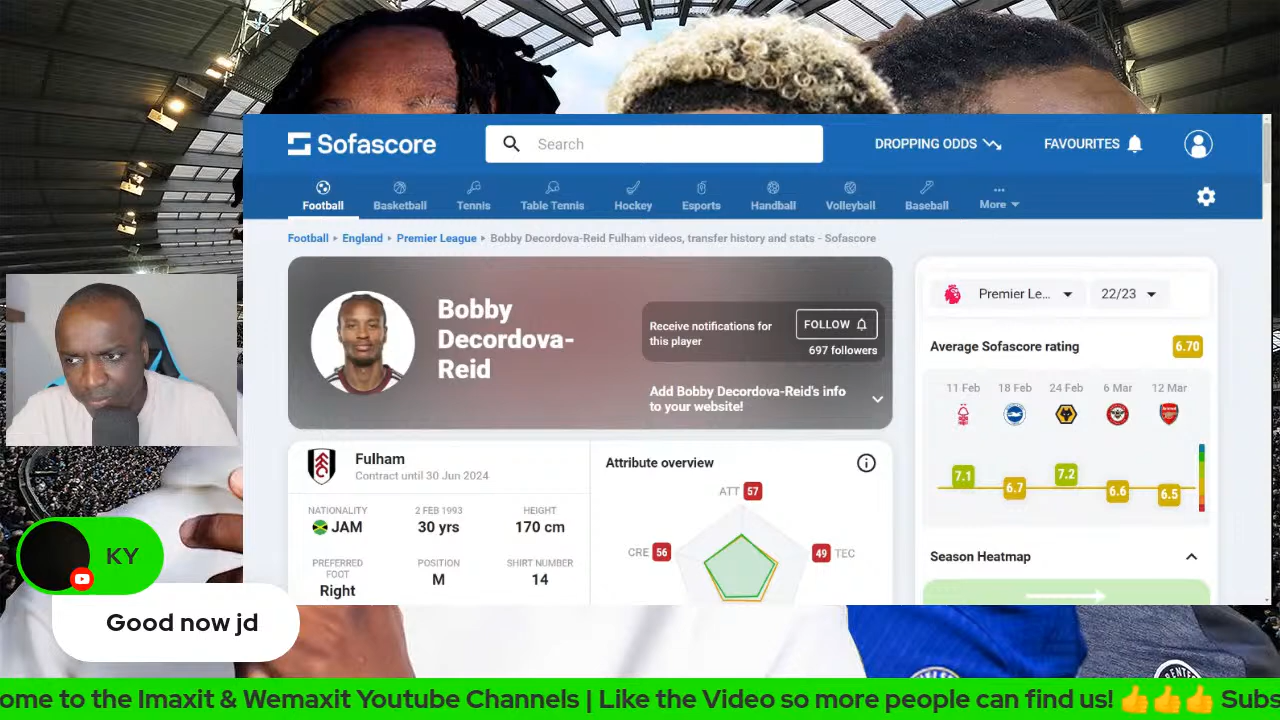 Sofascore
Search
DROPPING ODDS
FAVOURITES
Football
Basketball
Tennis
Table Tennis
Hockey
Esports
Handball
Volleyball
Baseball
More
Football
England
Premier League
Bobby Decordova-Reid Fulham videos, transfer history and stats - Sofascore
Bobby
Decordova-
Reid
Receive notifications for
this player
FOLLOW
697 followers
Add Bobby Decordova-Reid's info
to your website!
Premier Le...
22/23
Average Sofascore rating
6.70
11 Feb
18 Feb
24 Feb
6 Mar
12 Mar
7.1
6.7
7.2
6.6
6.5
Season Heatmap
Fulham
Contract until 30 Jun 2024
NATIONALITY
JAM
2 FEB 1993
30 yrs
HEIGHT
170 cm
PREFERRED
FOOT
Right
POSITION
M
SHIRT NUMBER
14
Attribute overview
ATT 57
CRE 56
49 TEC
KY
Good now jd
ome to the Imaxit & Wemaxit Youtube Channels | Like the Video so more people can find us! 👍👍👍 Subs